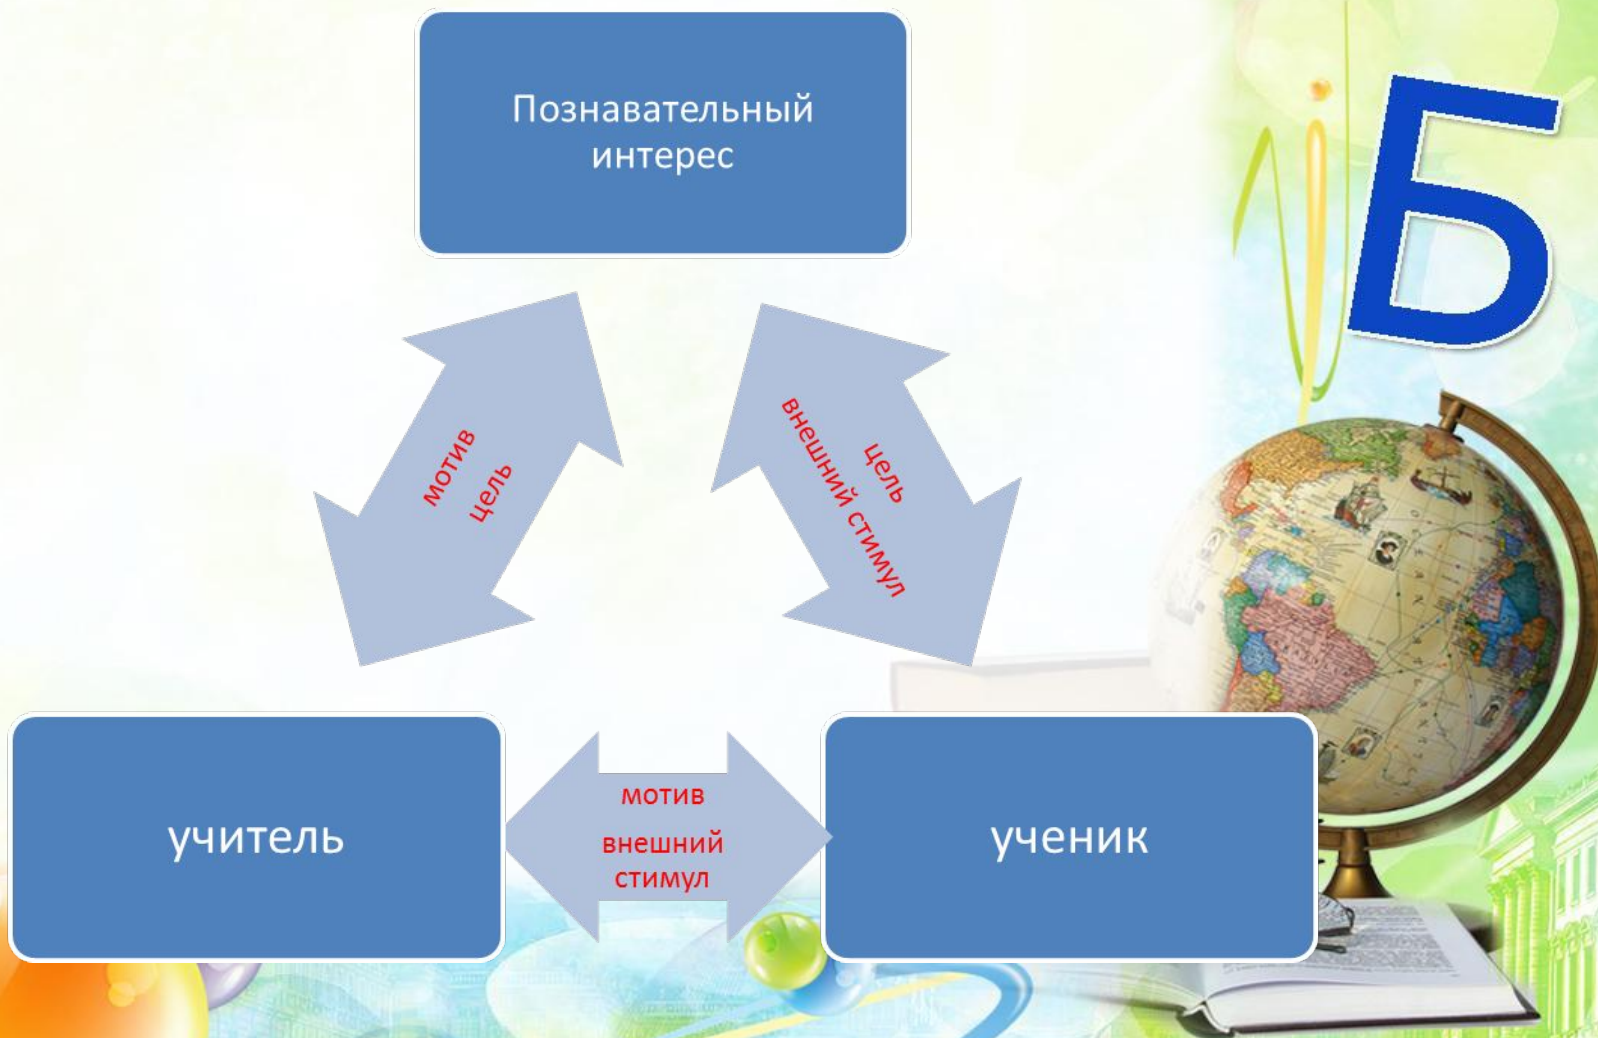 Познавательный
интерес
Б
мотив
цель
цель
внешний стимул
учитель
мотив
внешний
стимул
ученик